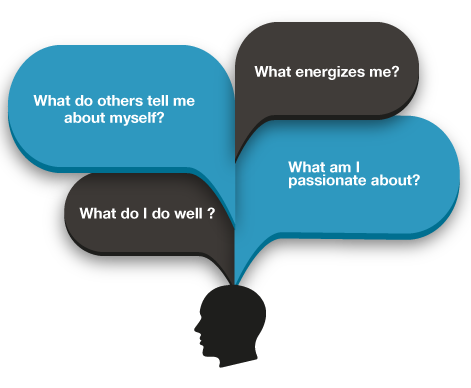 What energizes me?
What do others tell me
about myself?
What am I
passionate about?
What do I do well ?